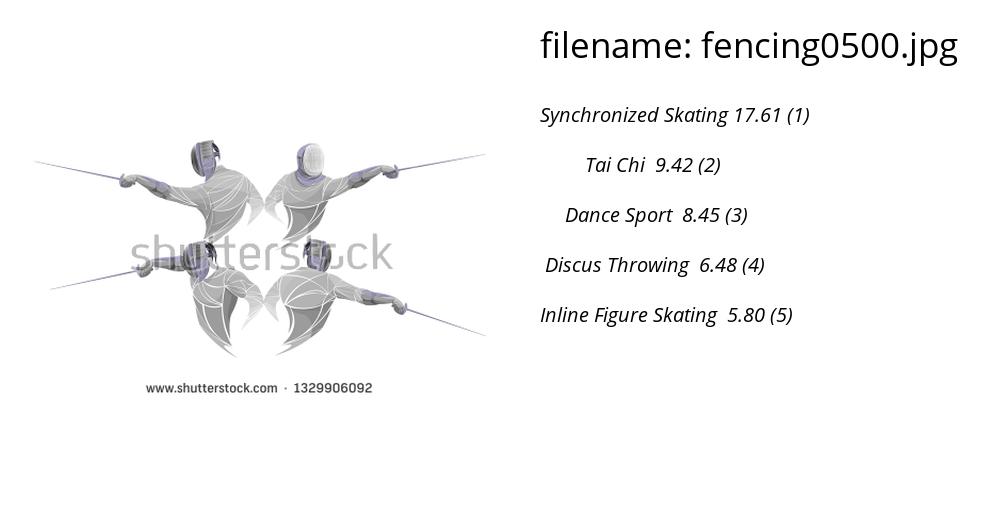 filename: fencing0500.jpg
Synchronized Skating 17.61 (1)
Tai Chi 9.42 (2)
Dance Sport 8.45 (3)
Discus Throwing 6.48 (4)
Inline Figure Skating 5.80 (5)
shutterstock
www.shutterstock.com · 1329906092